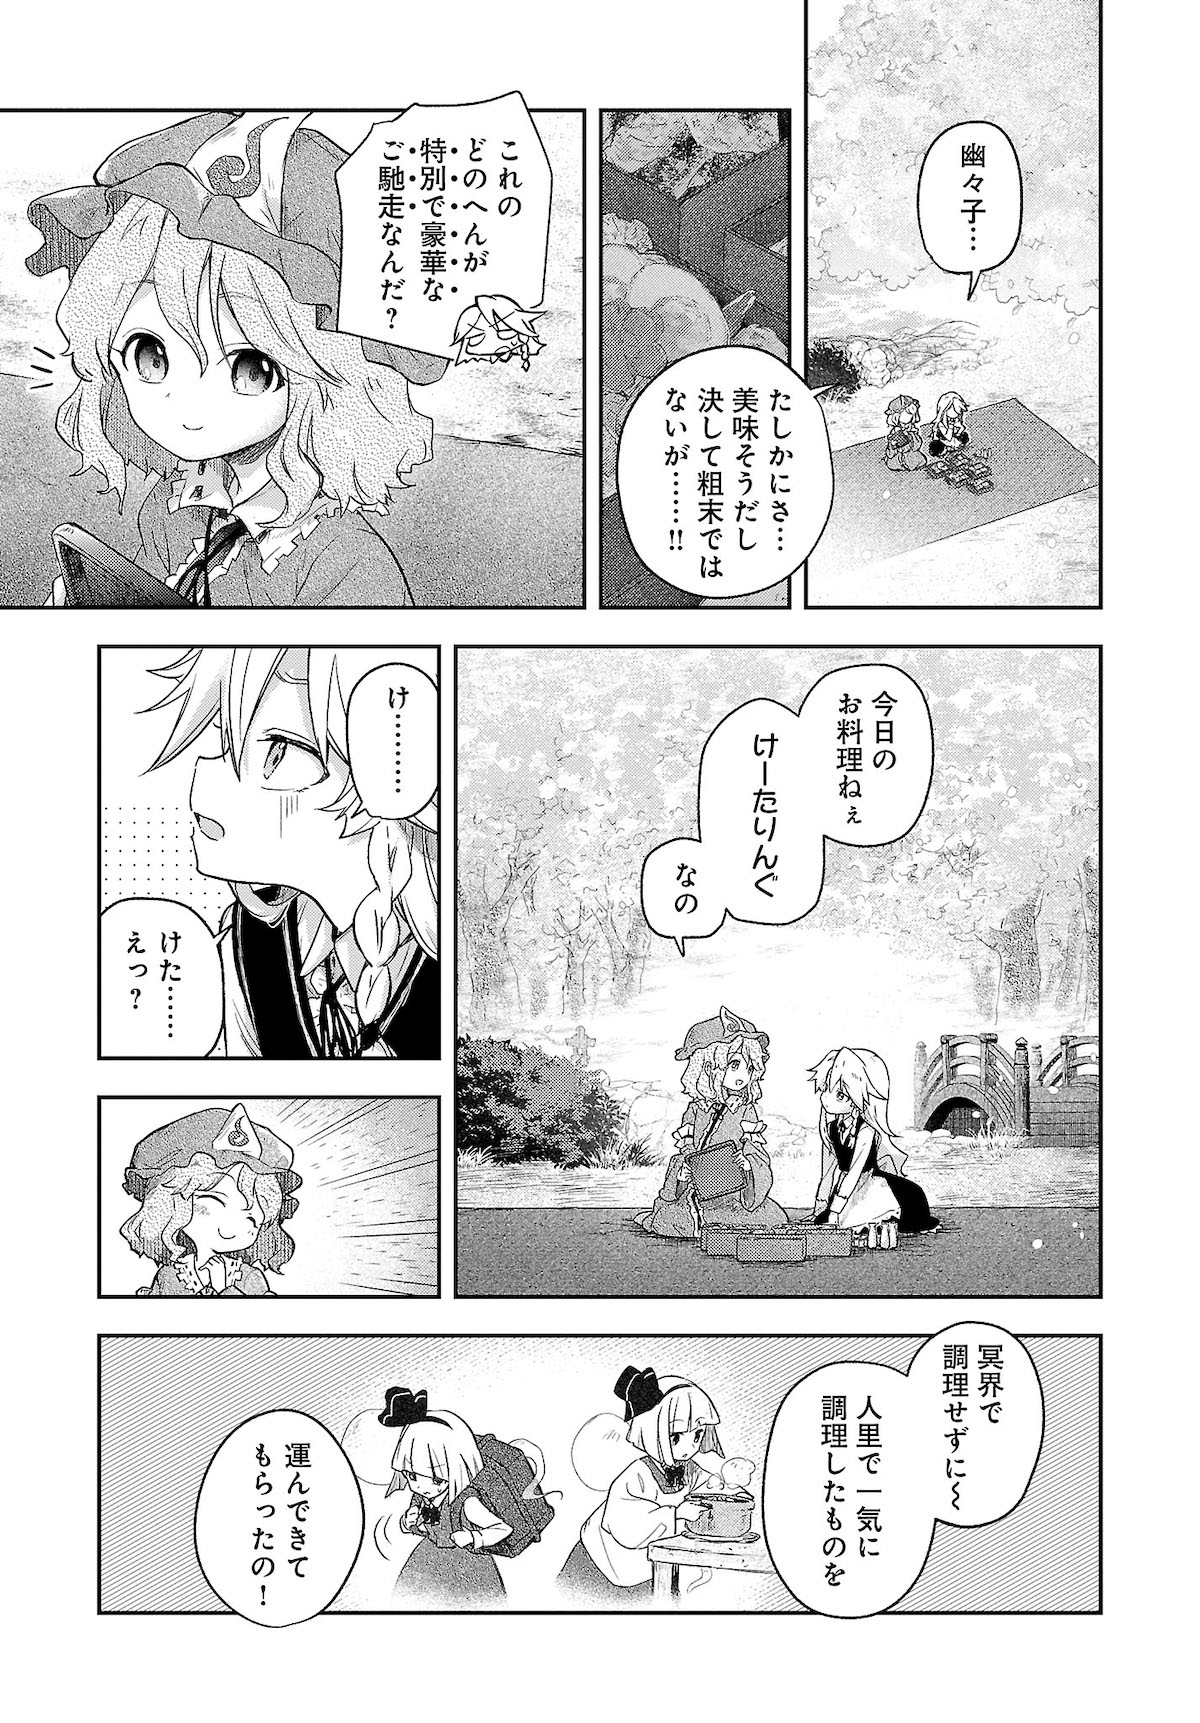 幽々子…
たしかにさ…
美味そうだし
決して粗末では
ないが……!!
これの
どのへんが
特別で豪華な
ご馳走なんだ？
今日の
お料理ねぇ
けーたりんぐ
なの
け………
けた……
えっ？
冥界で
調理せずに〜
人里で一気に
調理したものを
運んできて
もらったの！